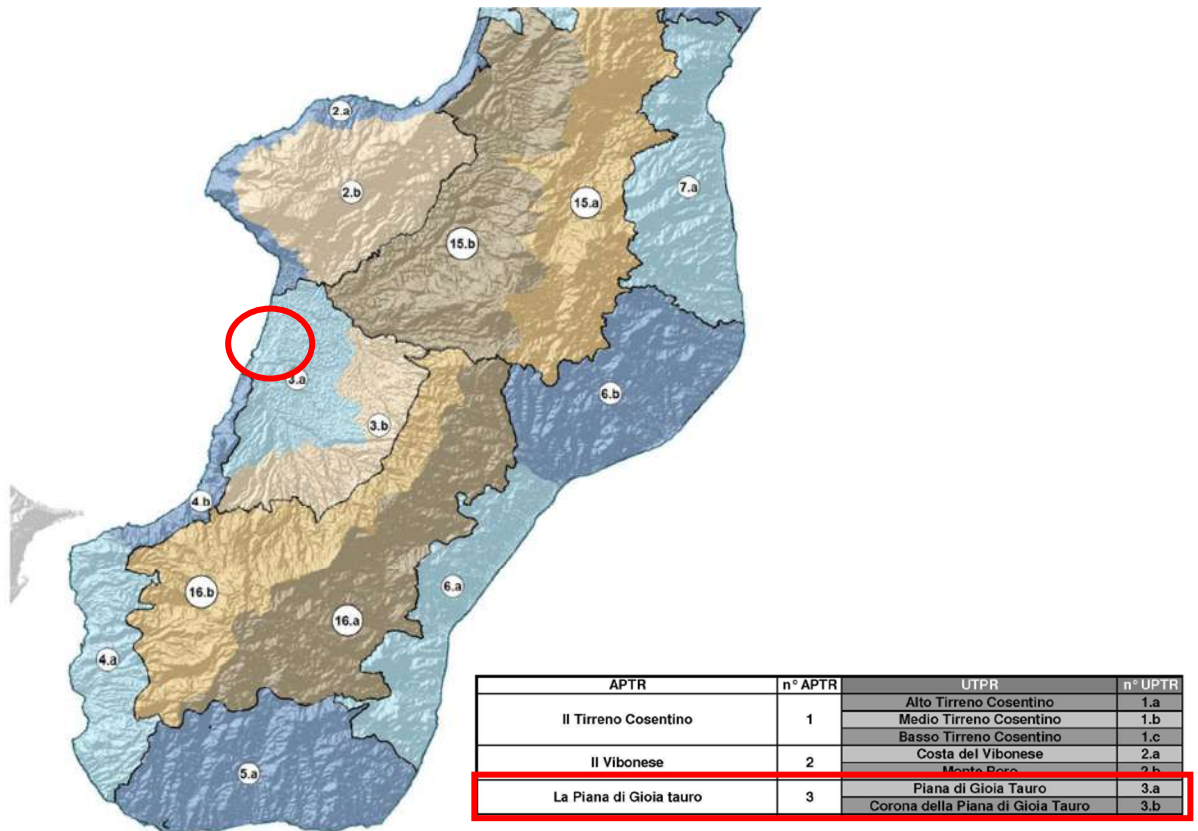 2.a
2.b
7.a
15.a
15.b
3.a
6.b
3.b
4.b
6.a
16.b
16.a
4.a
5.a
APTR n° APTR UTPR n° UPTR
Il Tirreno Cosentino 1 Alto Tirreno Cosentino 1.a
Medio Tirreno Cosentino 1.b
Basso Tirreno Cosentino 1.c
Il Vibonese 2 Costa del Vibonese 2.a
Monte Poro 2.b
La Piana di Gioia tauro 3 Piana di Gioia Tauro 3.a
Corona della Piana di Gioia Tauro 3.b